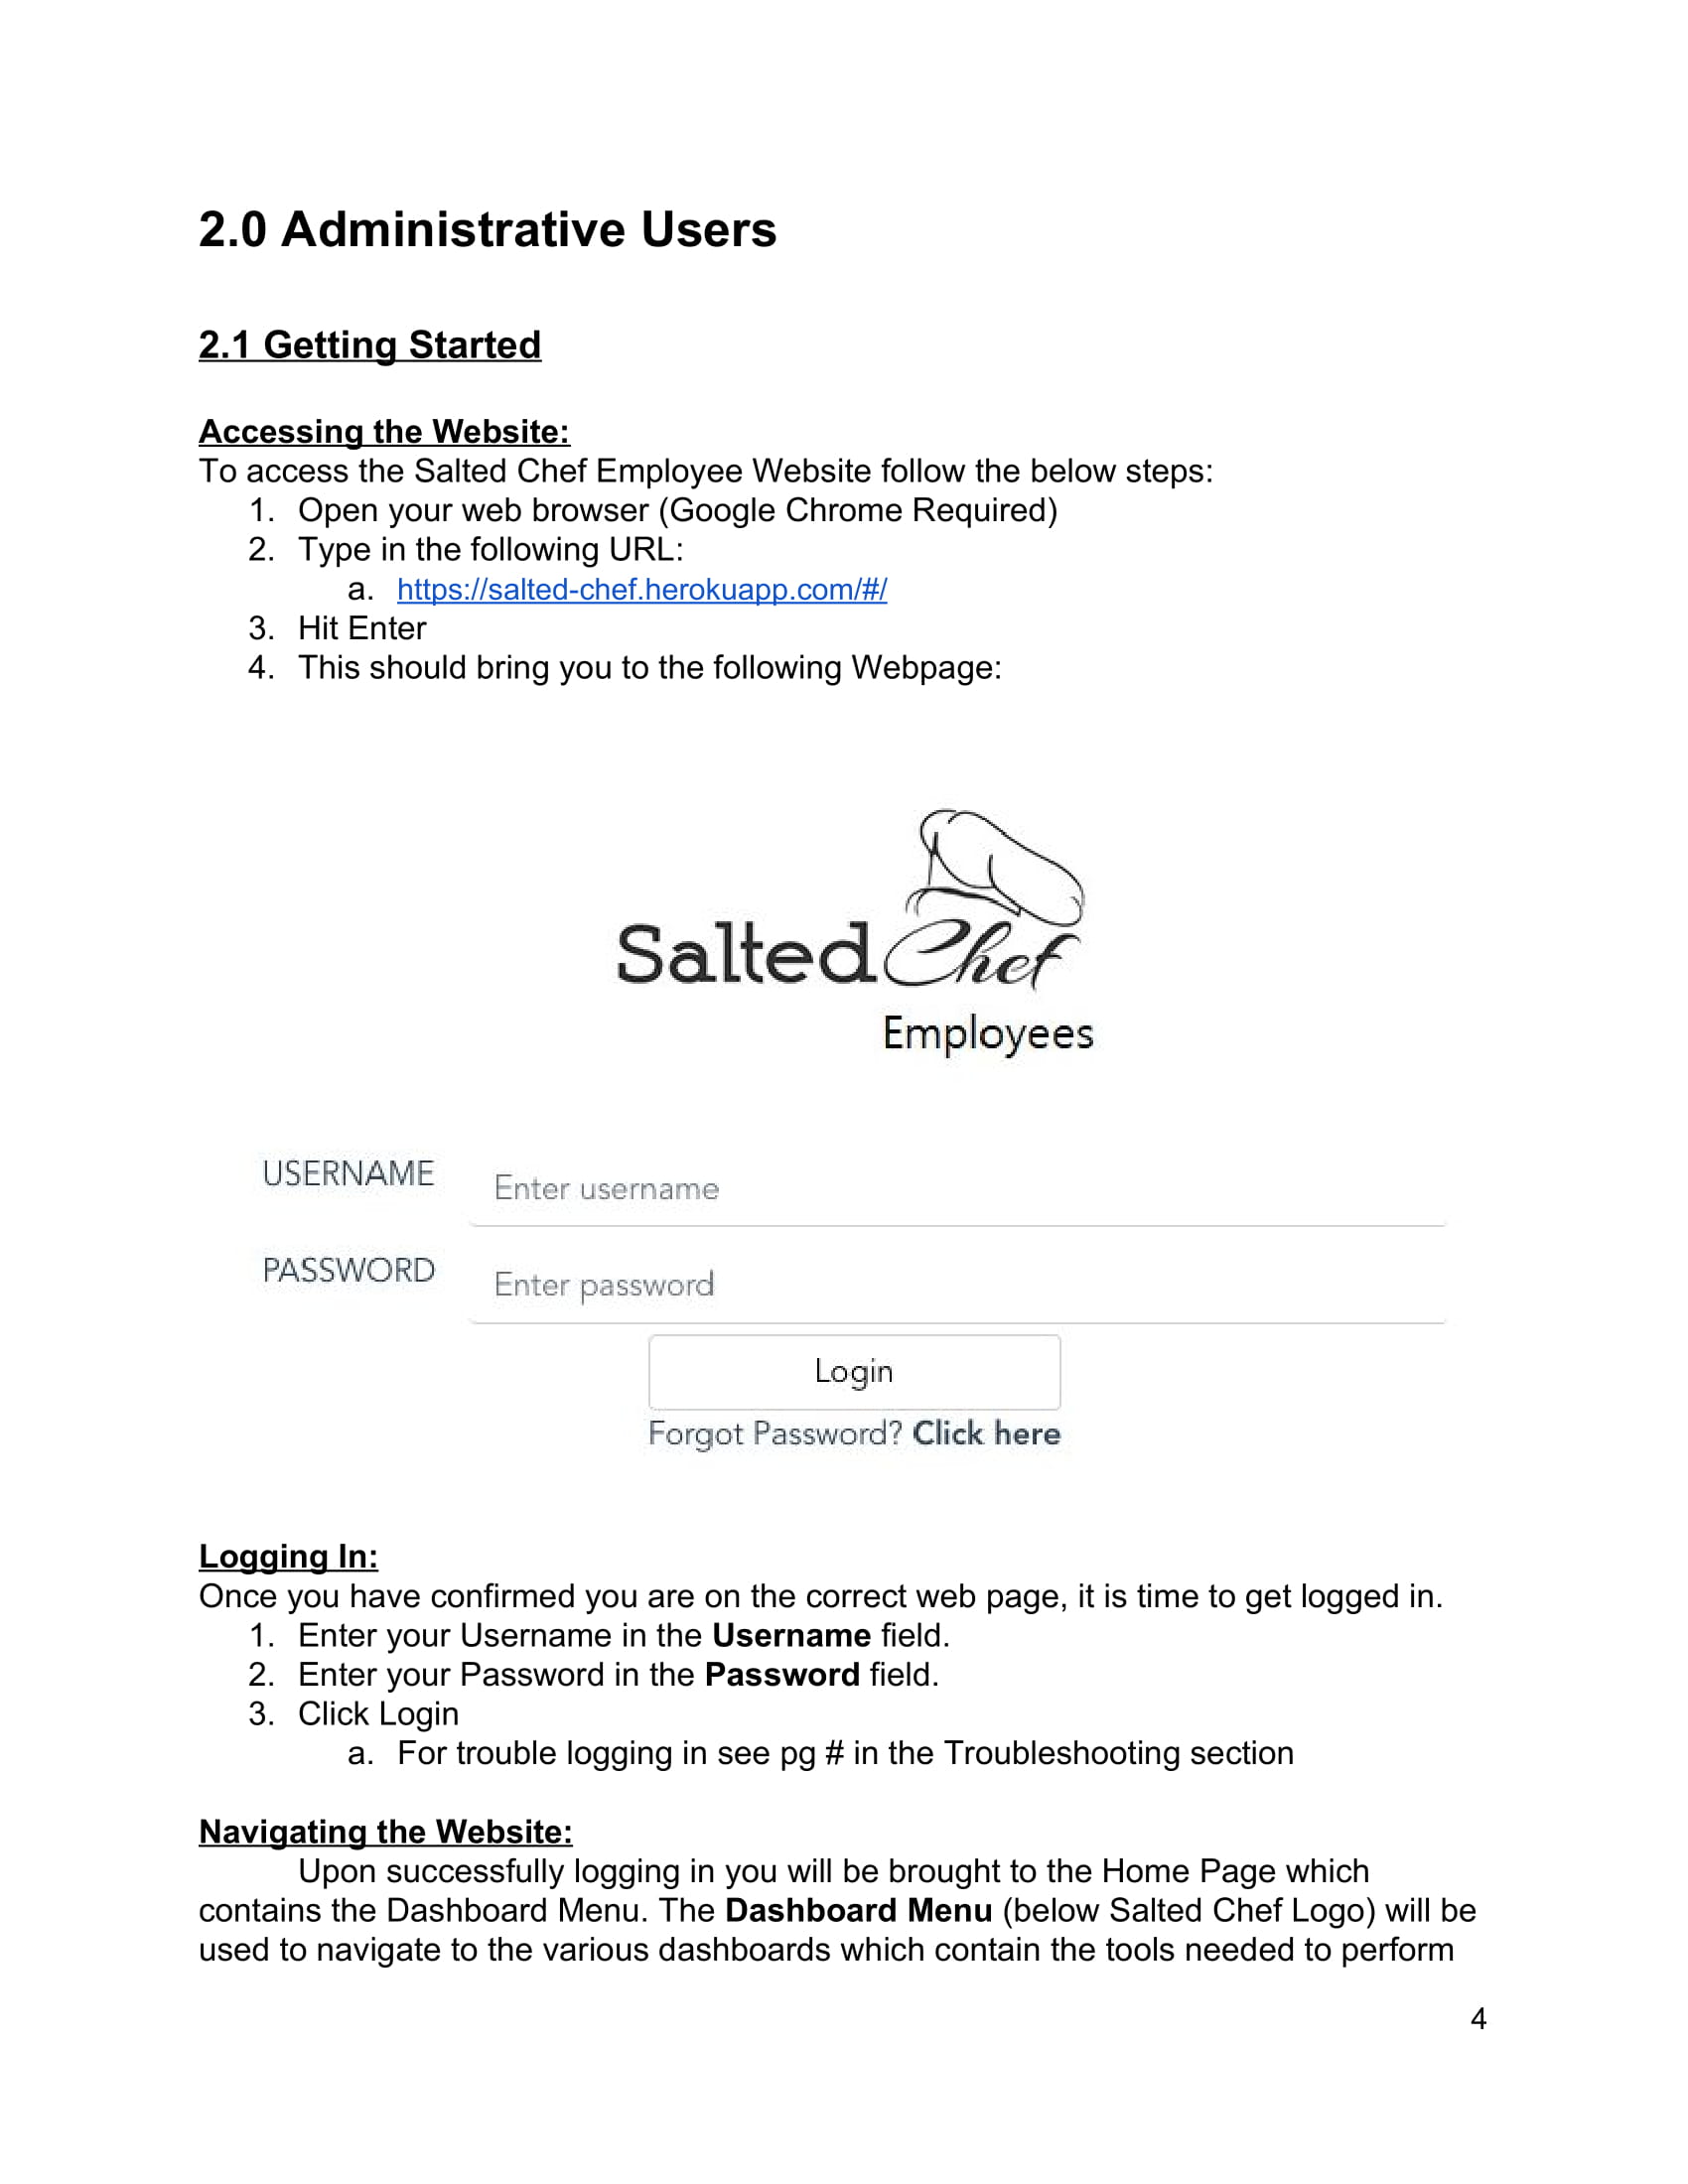 2.0 Administrative Users
2.1 Getting Started
Accessing the Website:
To access the Salted Chef Employee Website follow the below steps:
1. Open your web browser (Google Chrome Required)
2. Type in the following URL:
a. https://salted-chef.herokuapp.com/#/
3. Hit Enter
4. This should bring you to the following Webpage:
Salted Chef
Employees
USERNAME Enter username
PASSWORD Enter password
Login
Forgot Password? Click here
Logging In:
Once you have confirmed you are on the correct web page, it is time to get logged in.
1. Enter your Username in the Username field.
2. Enter your Password in the Password field.
3. Click Login
a. For trouble logging in see pg # in the Troubleshooting section
Navigating the Website:
Upon successfully logging in you will be brought to the Home Page which
contains the Dashboard Menu. The Dashboard Menu (below Salted Chef Logo) will be
used to navigate to the various dashboards which contain the tools needed to perform
4